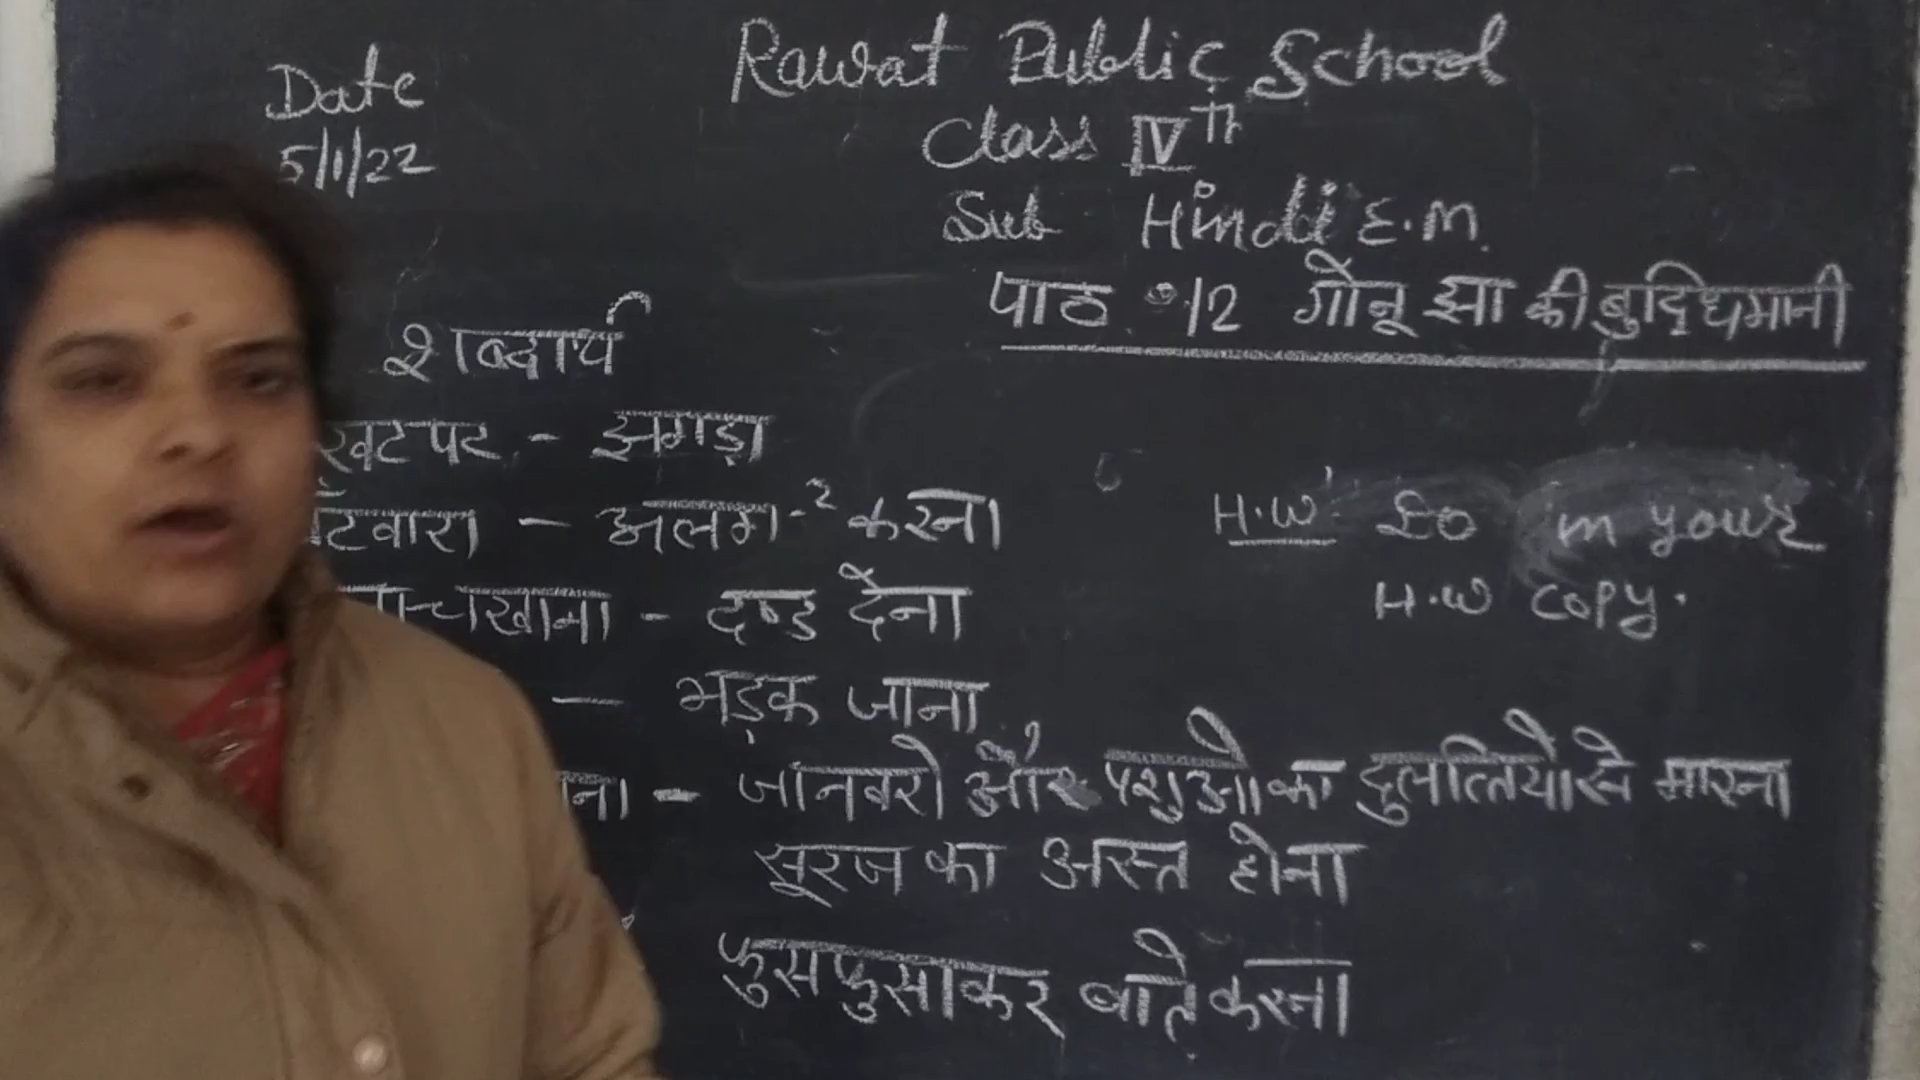 Date
5/1/22
Rawat Public School
Class IVth
Sub Hindi E.M.
पाठ 12 गोनू झा की बुद्धिमानी
शब्दार्थ
खटपट - झगड़ा
टवारा - अलग-2 करना
चखाना - दण्ड देना
— भड़क जाना
ना - जानवरो और पशुओ का दुलत्तियो से मारना
सूरज का अस्त होना
फुसफुसाकर बाते करना
H.W Do in your
H.W copy.